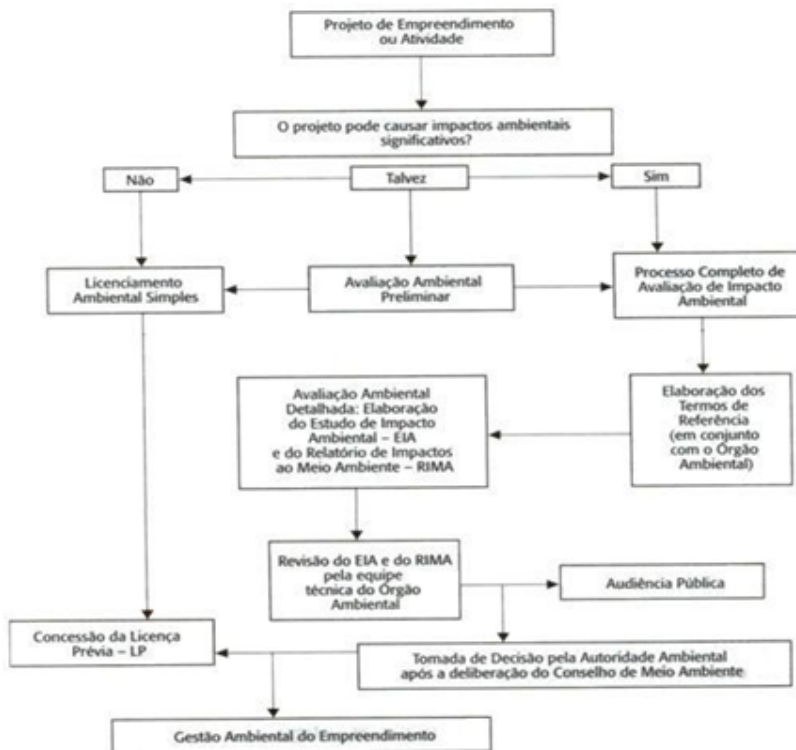 Projeto de Empreendimento
ou Atividade
O projeto pode causar impactos ambientais
significativos?
Não
Talvez
Sim
Licenciamento
Ambiental Simples
Avaliação Ambiental
Preliminar
Processo Completo de
Avaliação de Impacto
Ambiental
Avaliação Ambiental
Detalhada: Elaboração
do Estudo de Impacto
Ambiental – EIA
e do Relatório de Impactos
ao Meio Ambiente – RIMA
Elaboração dos
Termos de
Referência
(em conjunto
com o Órgão
Ambiental)
Revisão do EIA e do RIMA
pela equipe
técnica do Órgão
Ambiental
Audiência Pública
Concessão da Licença
Prévia – LP
Tomada de Decisão pela Autoridade Ambiental
após a deliberação do Conselho de Meio Ambiente
Gestão Ambiental do Empreendimento